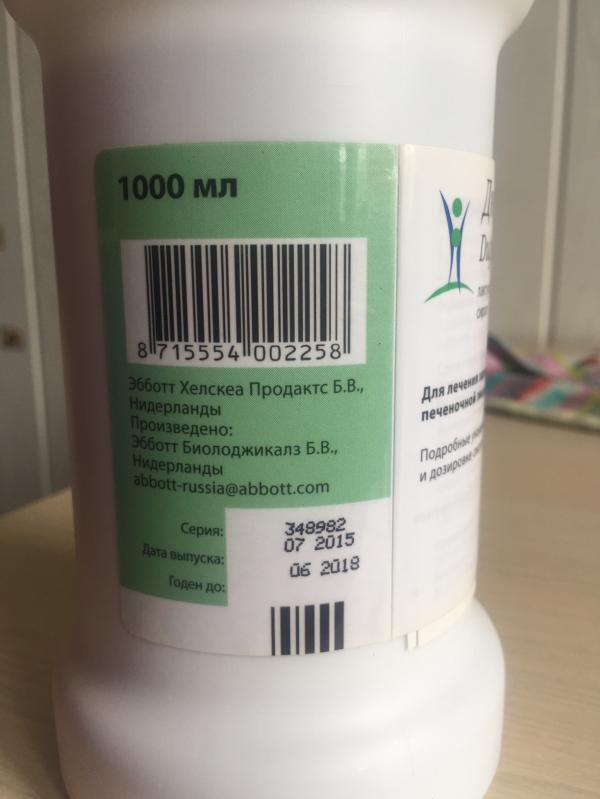 1000 мл
8 715554 002258
Эбботт Хелскеа Продактс Б.В.,
Нидерланды
Произведено:
Эбботт Биолоджикалз Б.В.,
Нидерланды
abbott-russia@abbott.com
Серия: 348982
Дата выпуска: 07 2015
Годен до: 06 2018
Для лечения
печеночной
Подробные
и дозировке